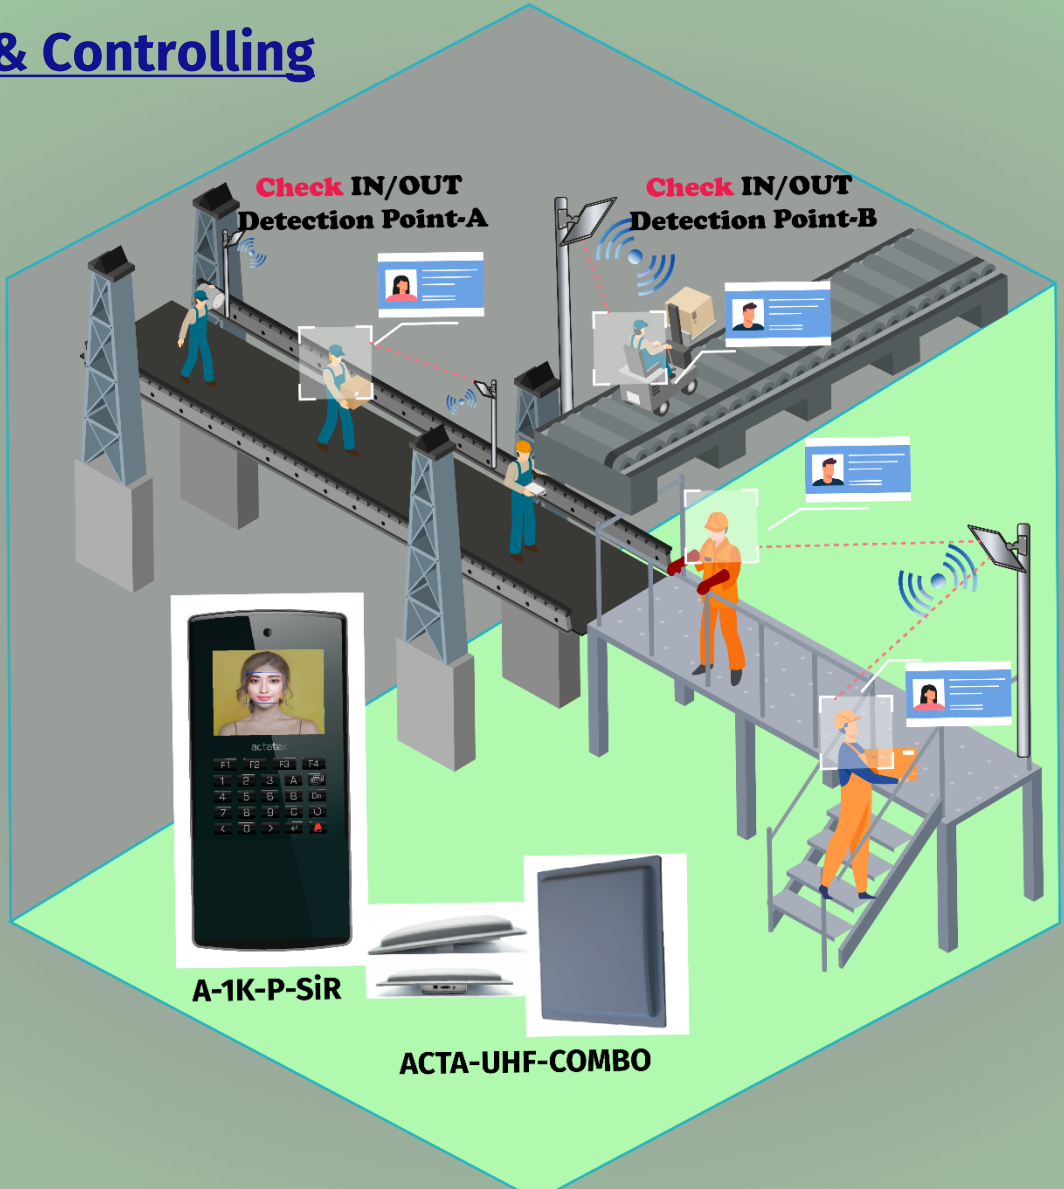 & Controlling
Check IN/OUT
Detection Point-A
Check IN/OUT
Detection Point-B
actatek
F1 F2 F3 F4
1 2 3 A
4 5 6 B
7 8 9 C
< 0 >
A-1K-P-SiR
ACTA-UHF-COMBO